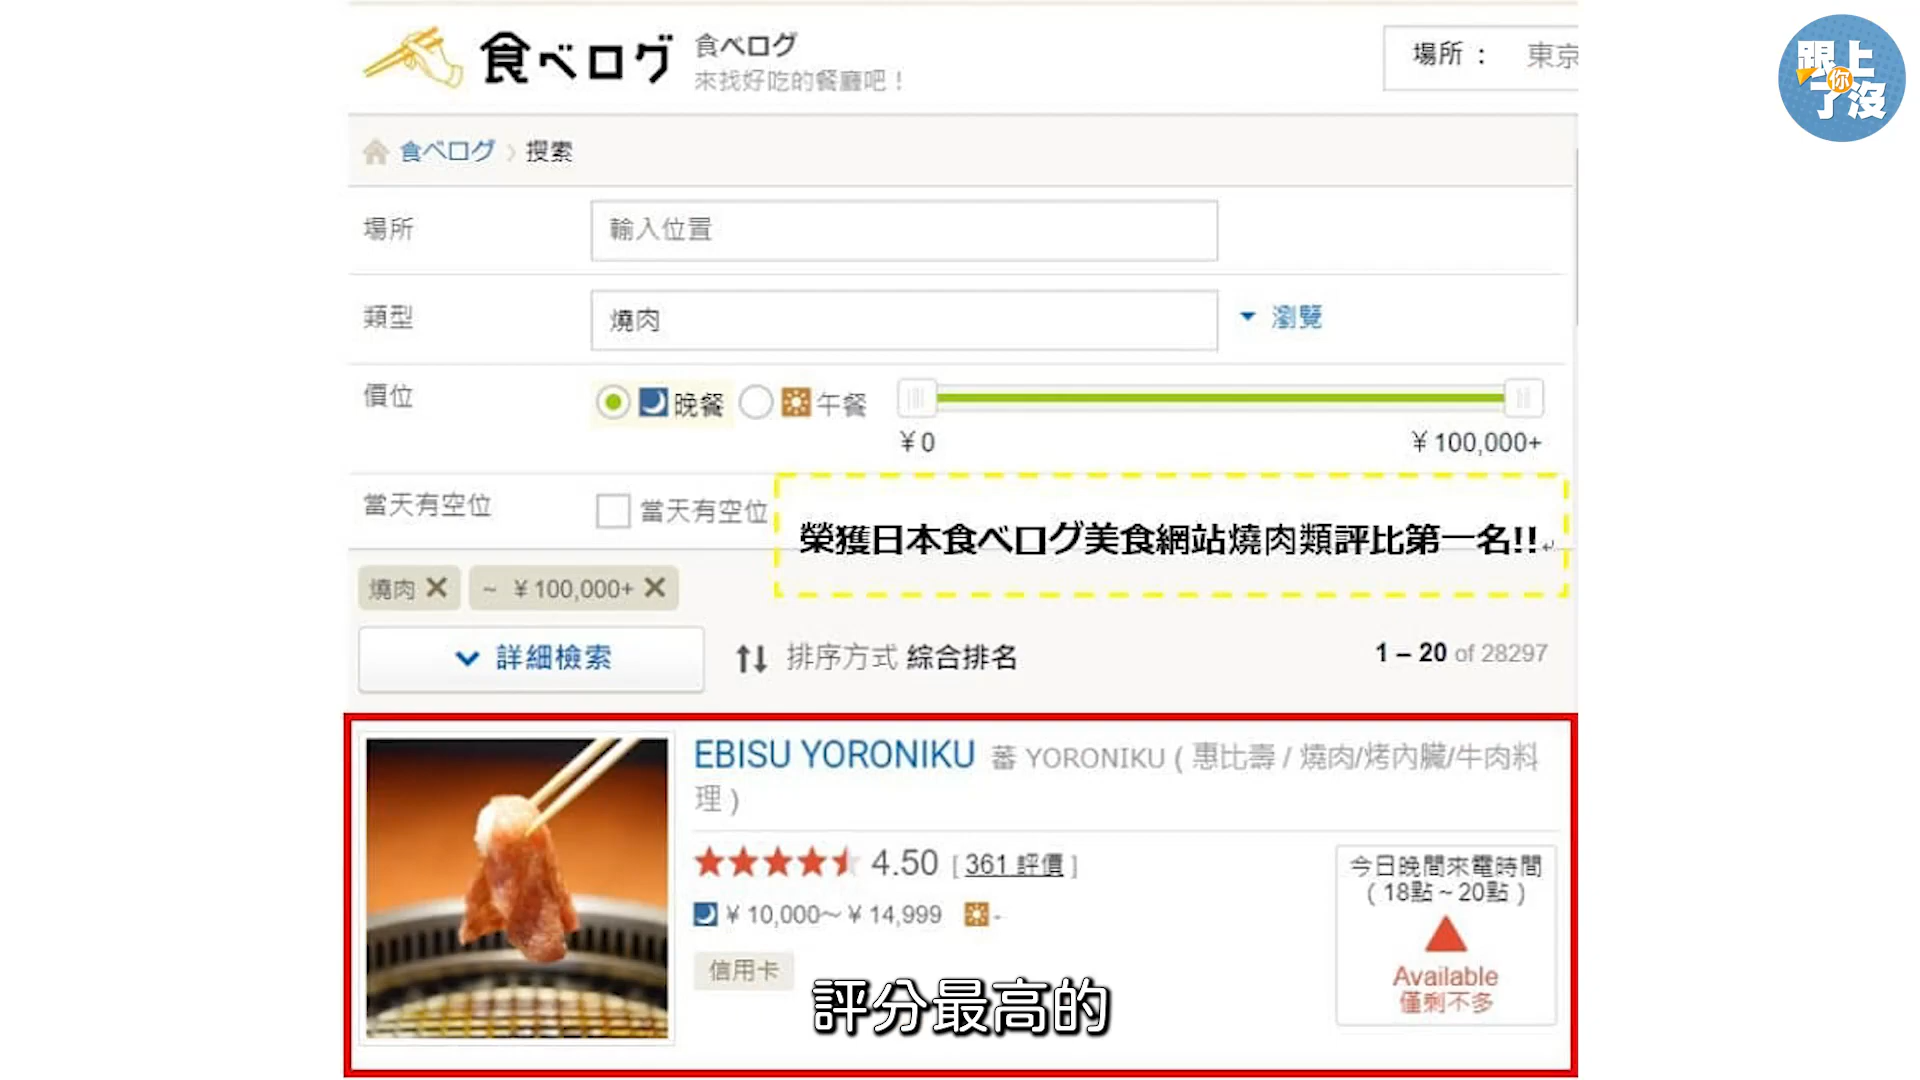 食べログ
食べログ
來找好吃的餐廳吧！
場所： 東京
跟上
你
了沒
食べログ › 搜索
場所 輸入位置
類型 燒肉 瀏覽
價位 晚餐 午餐
¥0 ¥100,000+
當天有空位 當天有空位
榮獲日本食べログ美食網站燒肉類評比第一名!!
燒肉 ✕ ~ ¥100,000+ ✕
詳細檢索 排序方式 綜合排名 1 – 20 of 28297
EBISU YORONIKU 蕃 YORONIKU ( 惠比壽 / 燒肉/烤內臟/牛肉料
理 )
4.50 [ 361 評價 ]
¥ 10,000～¥ 14,999 -
信用卡
今日晚間來電時間
( 18點 ~ 20點 )
Available
僅剩不多
評分最高的